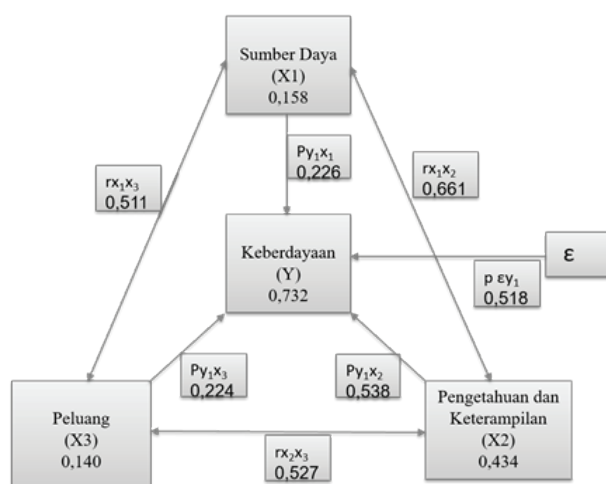 Sumber Daya
(X1)
0,158
Py₁x₁
0,226
rx₁x₃
0,511
rx₁x₂
0,661
Keberdayaan
(Y)
0,732
ε
p εy₁
0,518
Py₁x₃
0,224
Py₁x₂
0,538
Peluang
(X3)
0,140
rx₂x₃
0,527
Pengetahuan dan
Keterampilan
(X2)
0,434